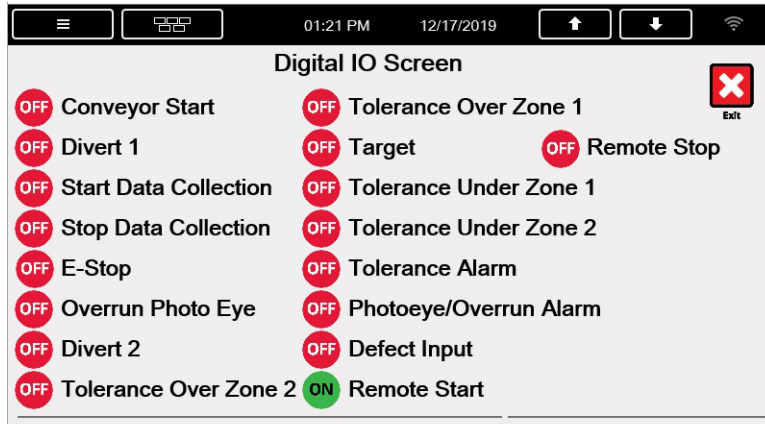 01:21 PM 12/17/2019
Digital IO Screen
Exit
OFF Conveyor Start OFF Tolerance Over Zone 1
OFF Divert 1 OFF Target OFF Remote Stop
OFF Start Data Collection OFF Tolerance Under Zone 1
OFF Stop Data Collection OFF Tolerance Under Zone 2
OFF E-Stop OFF Tolerance Alarm
OFF Overrun Photo Eye OFF Photoeye/Overrun Alarm
OFF Divert 2 OFF Defect Input
OFF Tolerance Over Zone 2 ON Remote Start